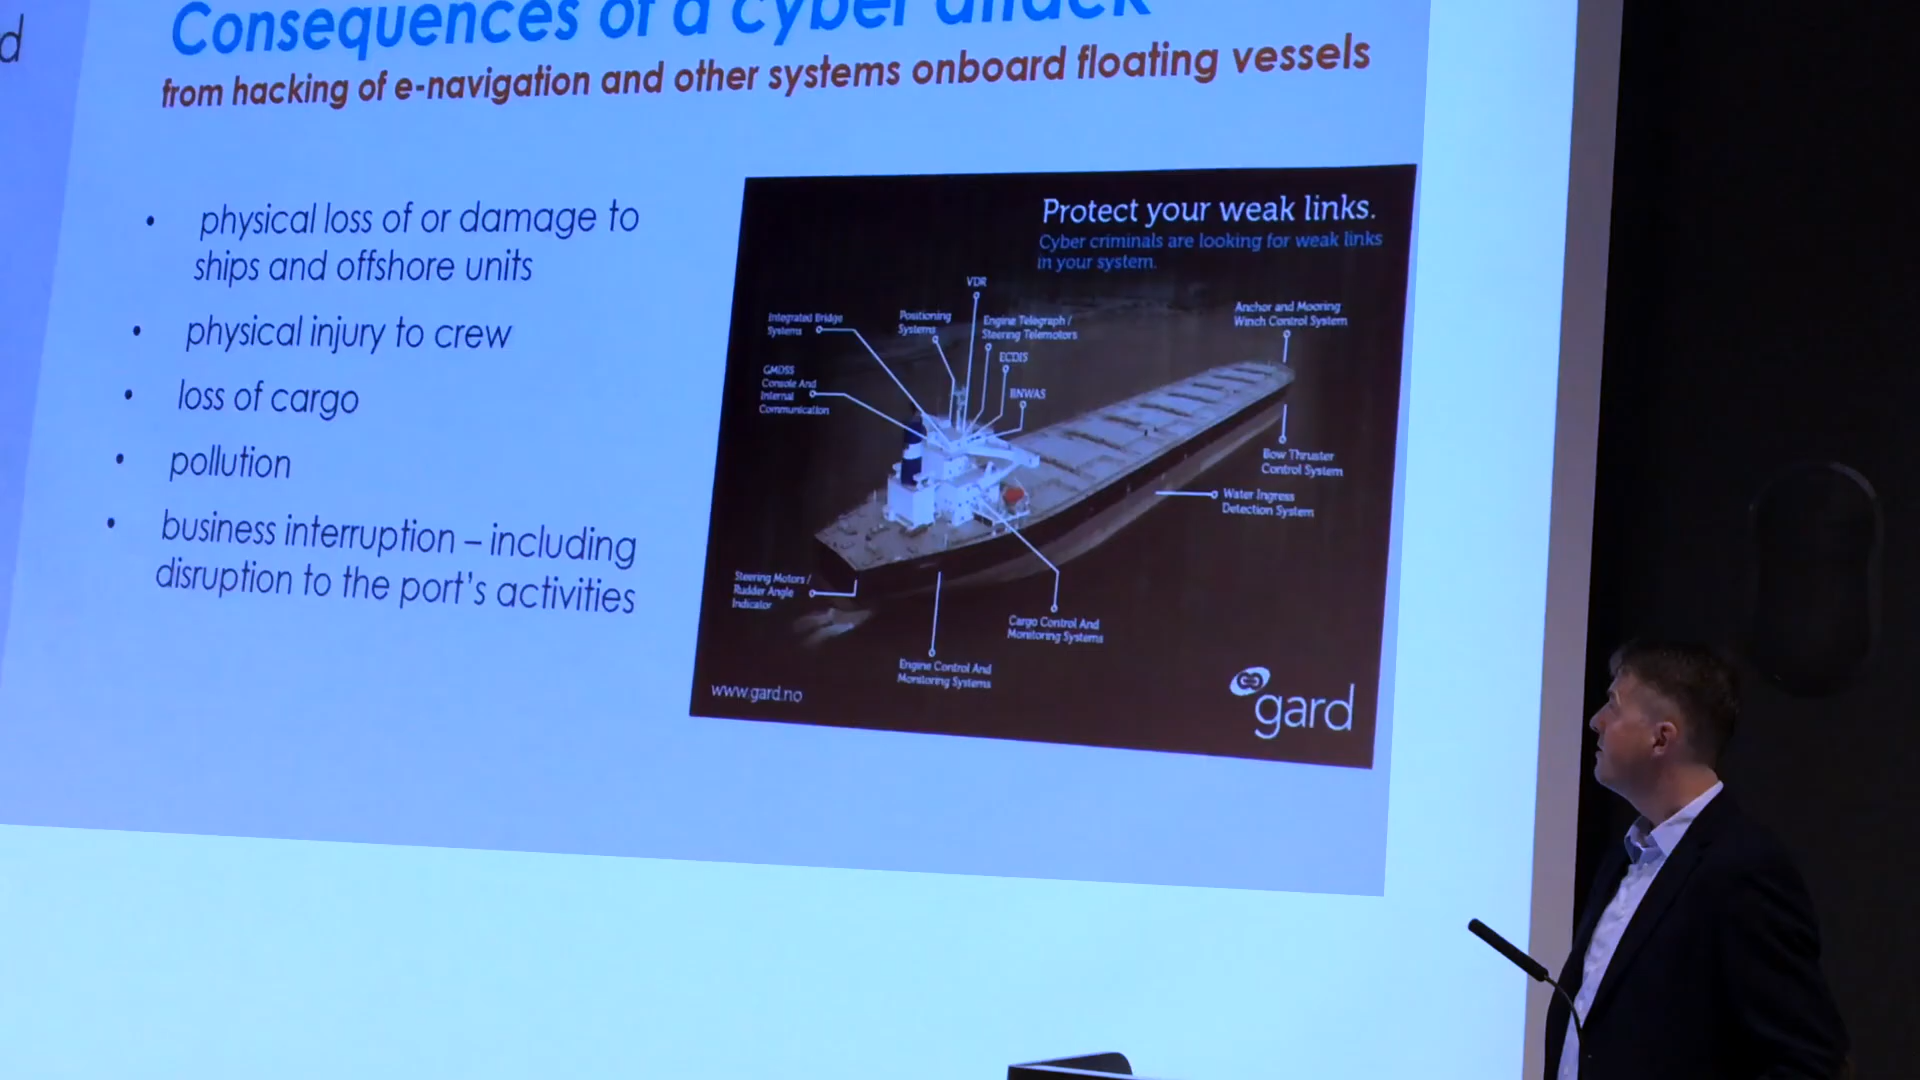 d
Consequences of a cyber attack
from hacking of e-navigation and other systems onboard floating vessels
• physical loss of or damage to
ships and offshore units
• physical injury to crew
• loss of cargo
• pollution
• business interruption – including
disruption to the port's activities
Protect your weak links.
Cyber criminals are looking for weak links
in your system.
VDR
Integrated Bridge
Systems
Positioning
Systems
Engine Telegraph /
Steering Telemotors
Anchor and Mooring
Winch Control System
ECDIS
GMDSS
Console And
Internal
Communication
BNWAS
Bow Thruster
Control System
Water Ingress
Detection System
Steering Motors /
Rudder Angle
Indicator
Cargo Control And
Monitoring Systems
Engine Control And
Monitoring Systems
www.gard.no
gard